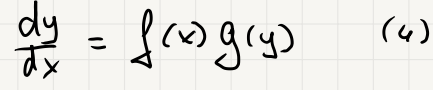 dy/dx = f(x) g(y) (4)